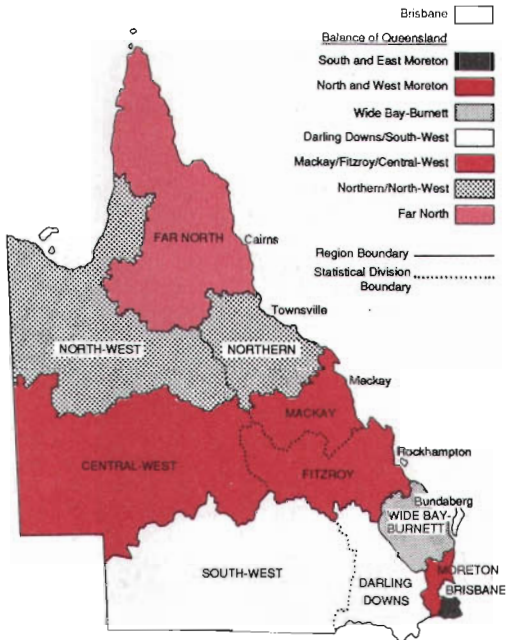 Brisbane
Balance of Queensland
South and East Moreton
North and West Moreton
Wide Bay-Burnett
Darling Downs/South-West
Mackay/Fitzroy/Central-West
Northern/North-West
Far North
Region Boundary
Statistical Division
Boundary
FAR NORTH
Cairns
Townsville
NORTH-WEST
NORTHERN
Mackay
MACKAY
Rockhampton
CENTRAL-WEST
FITZROY
Bundaberg
WIDE BAY-
BURNETT
MORETON
SOUTH-WEST
DARLING
DOWNS
BRISBANE